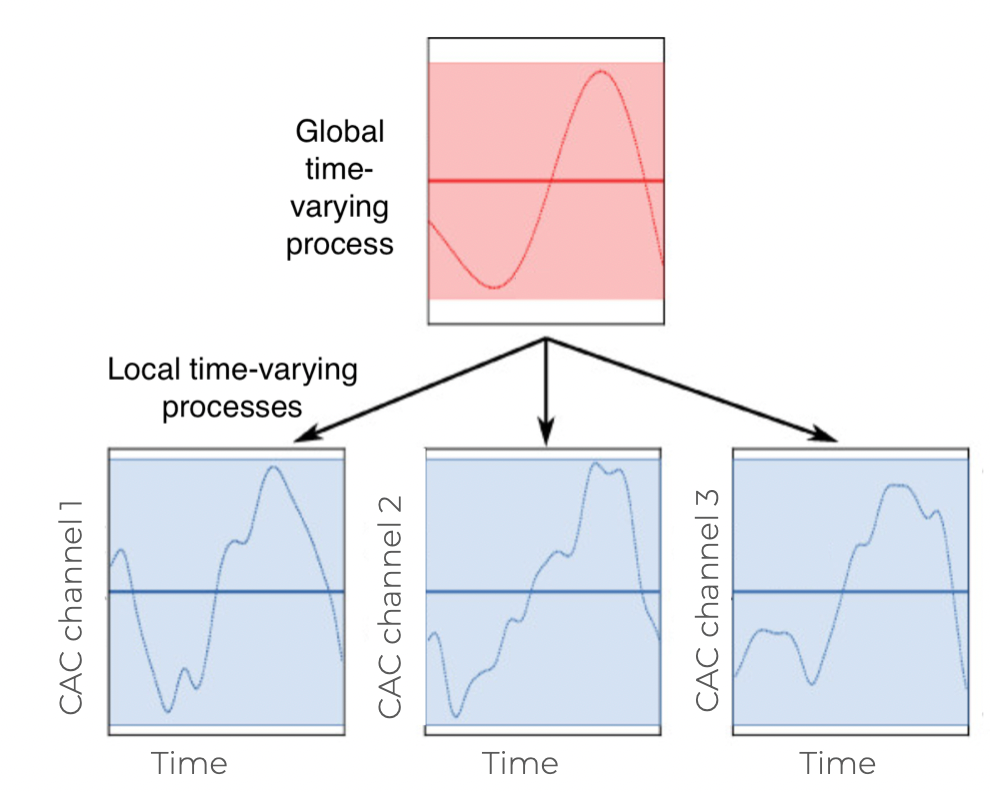 Global
time-
varying
process
Local time-varying
processes
CAC channel 1
CAC channel 2
CAC channel 3
Time
Time
Time